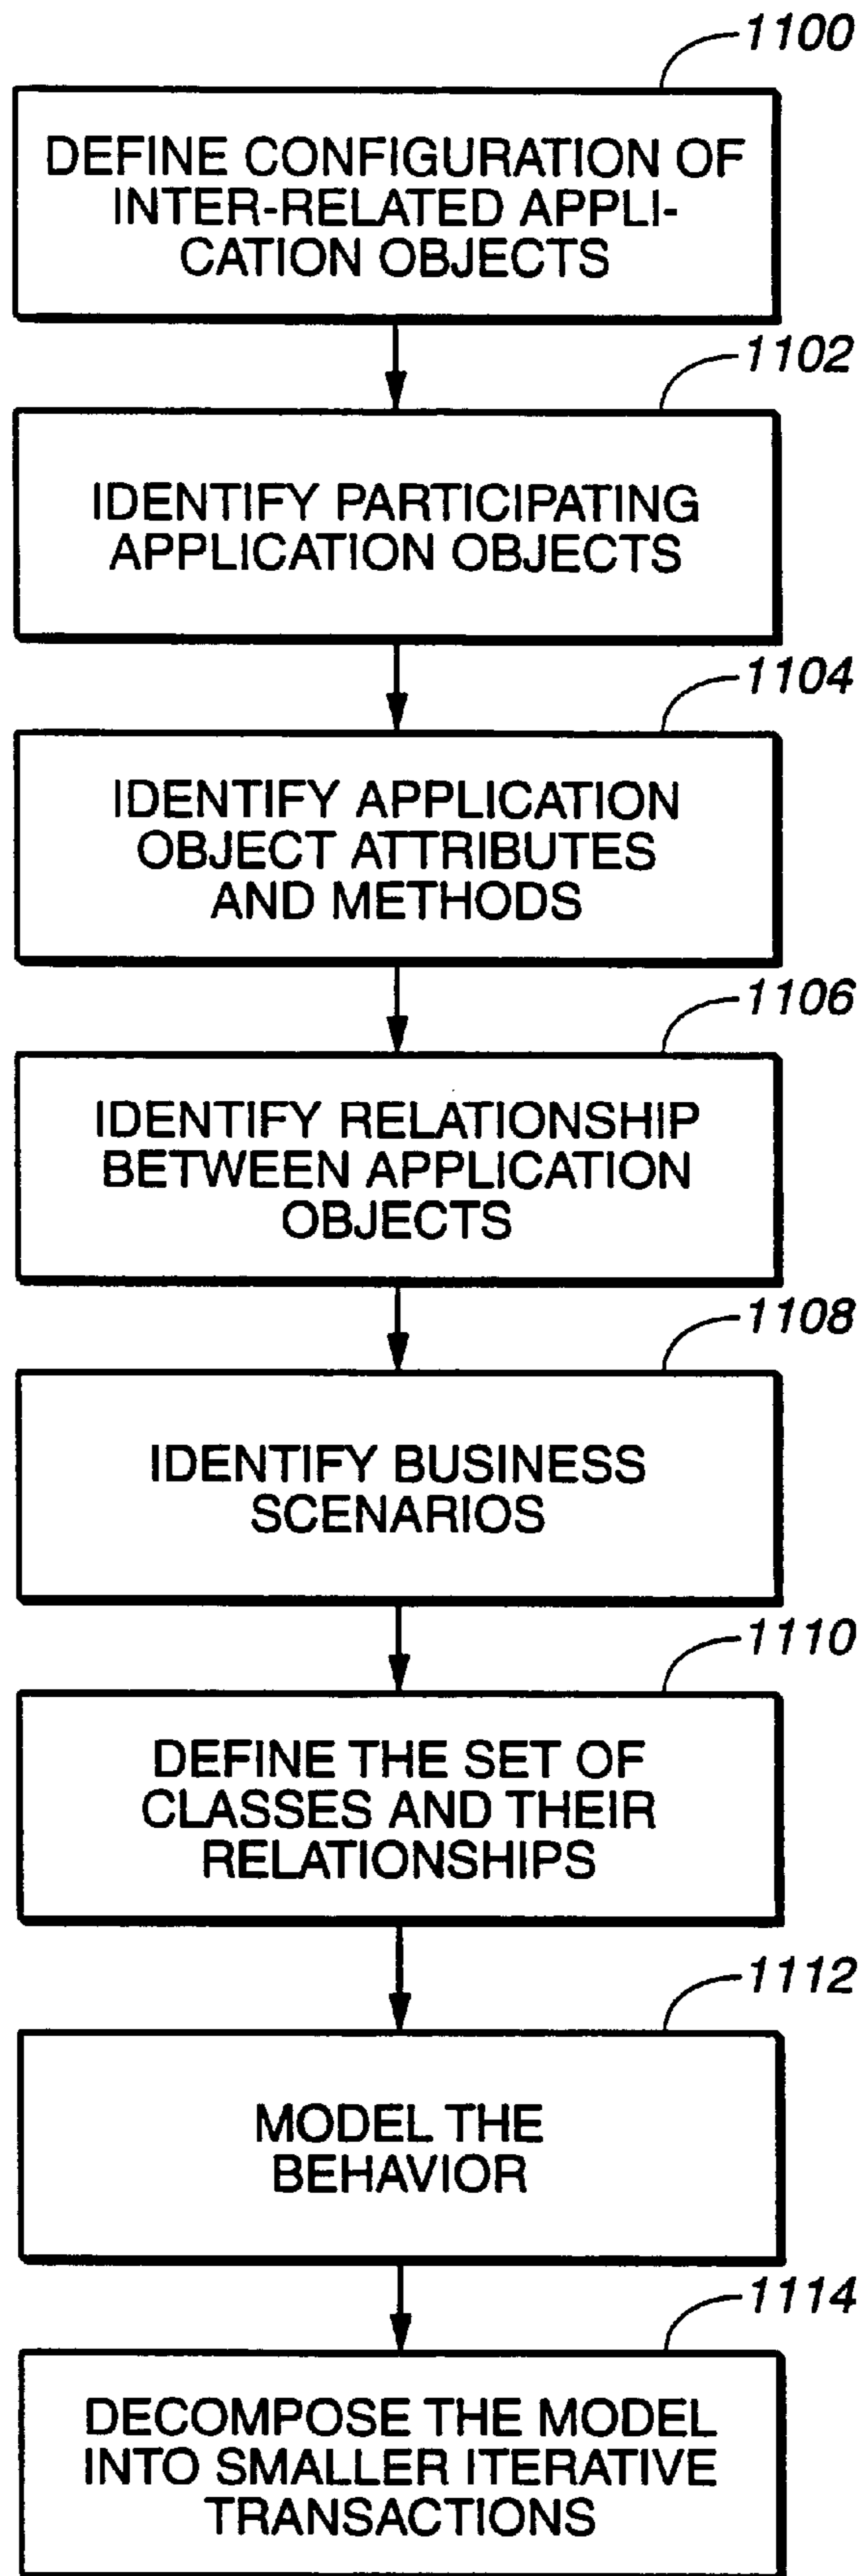 1100
DEFINE CONFIGURATION OF
INTER-RELATED APPLI-
CATION OBJECTS
1102
IDENTIFY PARTICIPATING
APPLICATION OBJECTS
1104
IDENTIFY APPLICATION
OBJECT ATTRIBUTES
AND METHODS
1106
IDENTIFY RELATIONSHIP
BETWEEN APPLICATION
OBJECTS
1108
IDENTIFY BUSINESS
SCENARIOS
1110
DEFINE THE SET OF
CLASSES AND THEIR
RELATIONSHIPS
1112
MODEL THE
BEHAVIOR
1114
DECOMPOSE THE MODEL
INTO SMALLER ITERATIVE
TRANSACTIONS